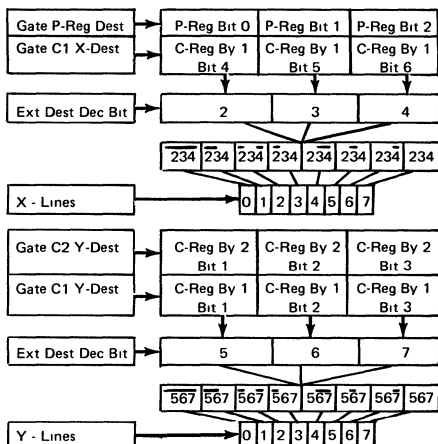 Gate P-Reg Dest P-Reg Bit 0 P-Reg Bit 1 P-Reg Bit 2
Gate C1 X-Dest C-Reg By 1 Bit 4 C-Reg By 1 Bit 5 C-Reg By 1 Bit 6
Ext Dest Dec Bit 2 3 4
234 234 234 234 234 234 234 234
X - Lines 0 1 2 3 4 5 6 7
Gate C2 Y-Dest C-Reg By 2 Bit 1 C-Reg By 2 Bit 2 C-Reg By 2 Bit 3
Gate C1 Y-Dest C-Reg By 1 Bit 1 C-Reg By 1 Bit 2 C-Reg By 1 Bit 3
Ext Dest Dec Bit 5 6 7
567 567 567 567 567 567 567 567
Y - Lines 0 1 2 3 4 5 6 7